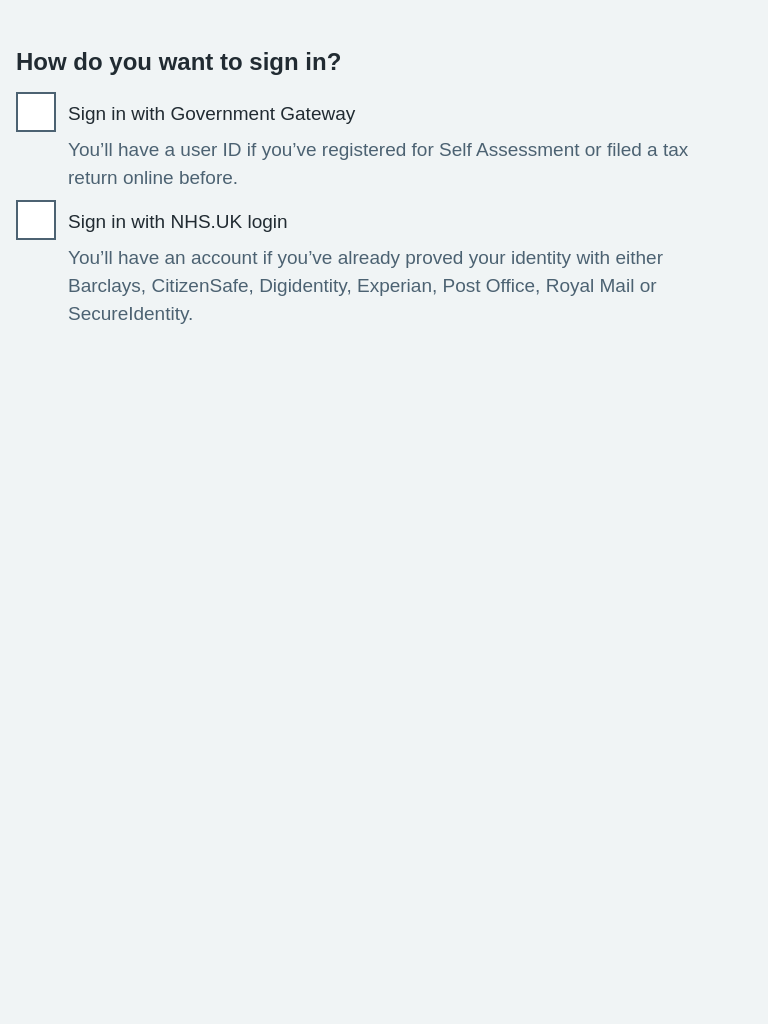 How do you want to sign in?
Sign in with Government Gateway
You’ll have a user ID if you’ve registered for Self Assessment or filed a tax
return online before.
Sign in with NHS.UK login
You’ll have an account if you’ve already proved your identity with either
Barclays, CitizenSafe, Digidentity, Experian, Post Office, Royal Mail or
SecureIdentity.